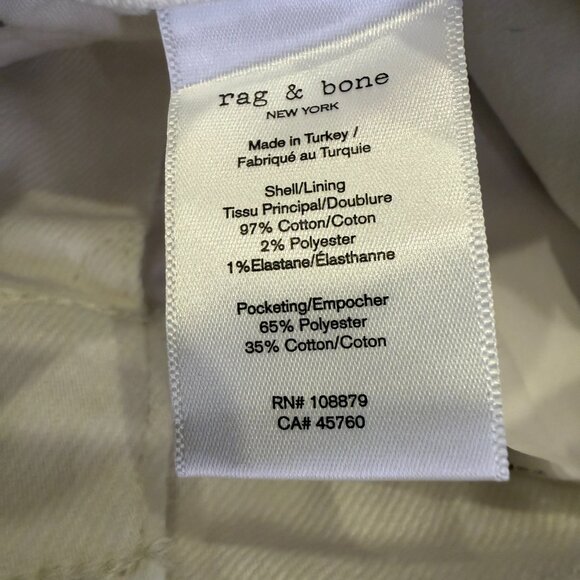 rag & bone
NEW YORK
Made in Turkey /
Fabriqué au Turquie
Shell/Lining
Tissu Principal/Doublure
97% Cotton/Coton
2% Polyester
1%Elastane/Élasthanne
Pocketing/Empocher
65% Polyester
35% Cotton/Coton
RN# 108879
CA# 45760